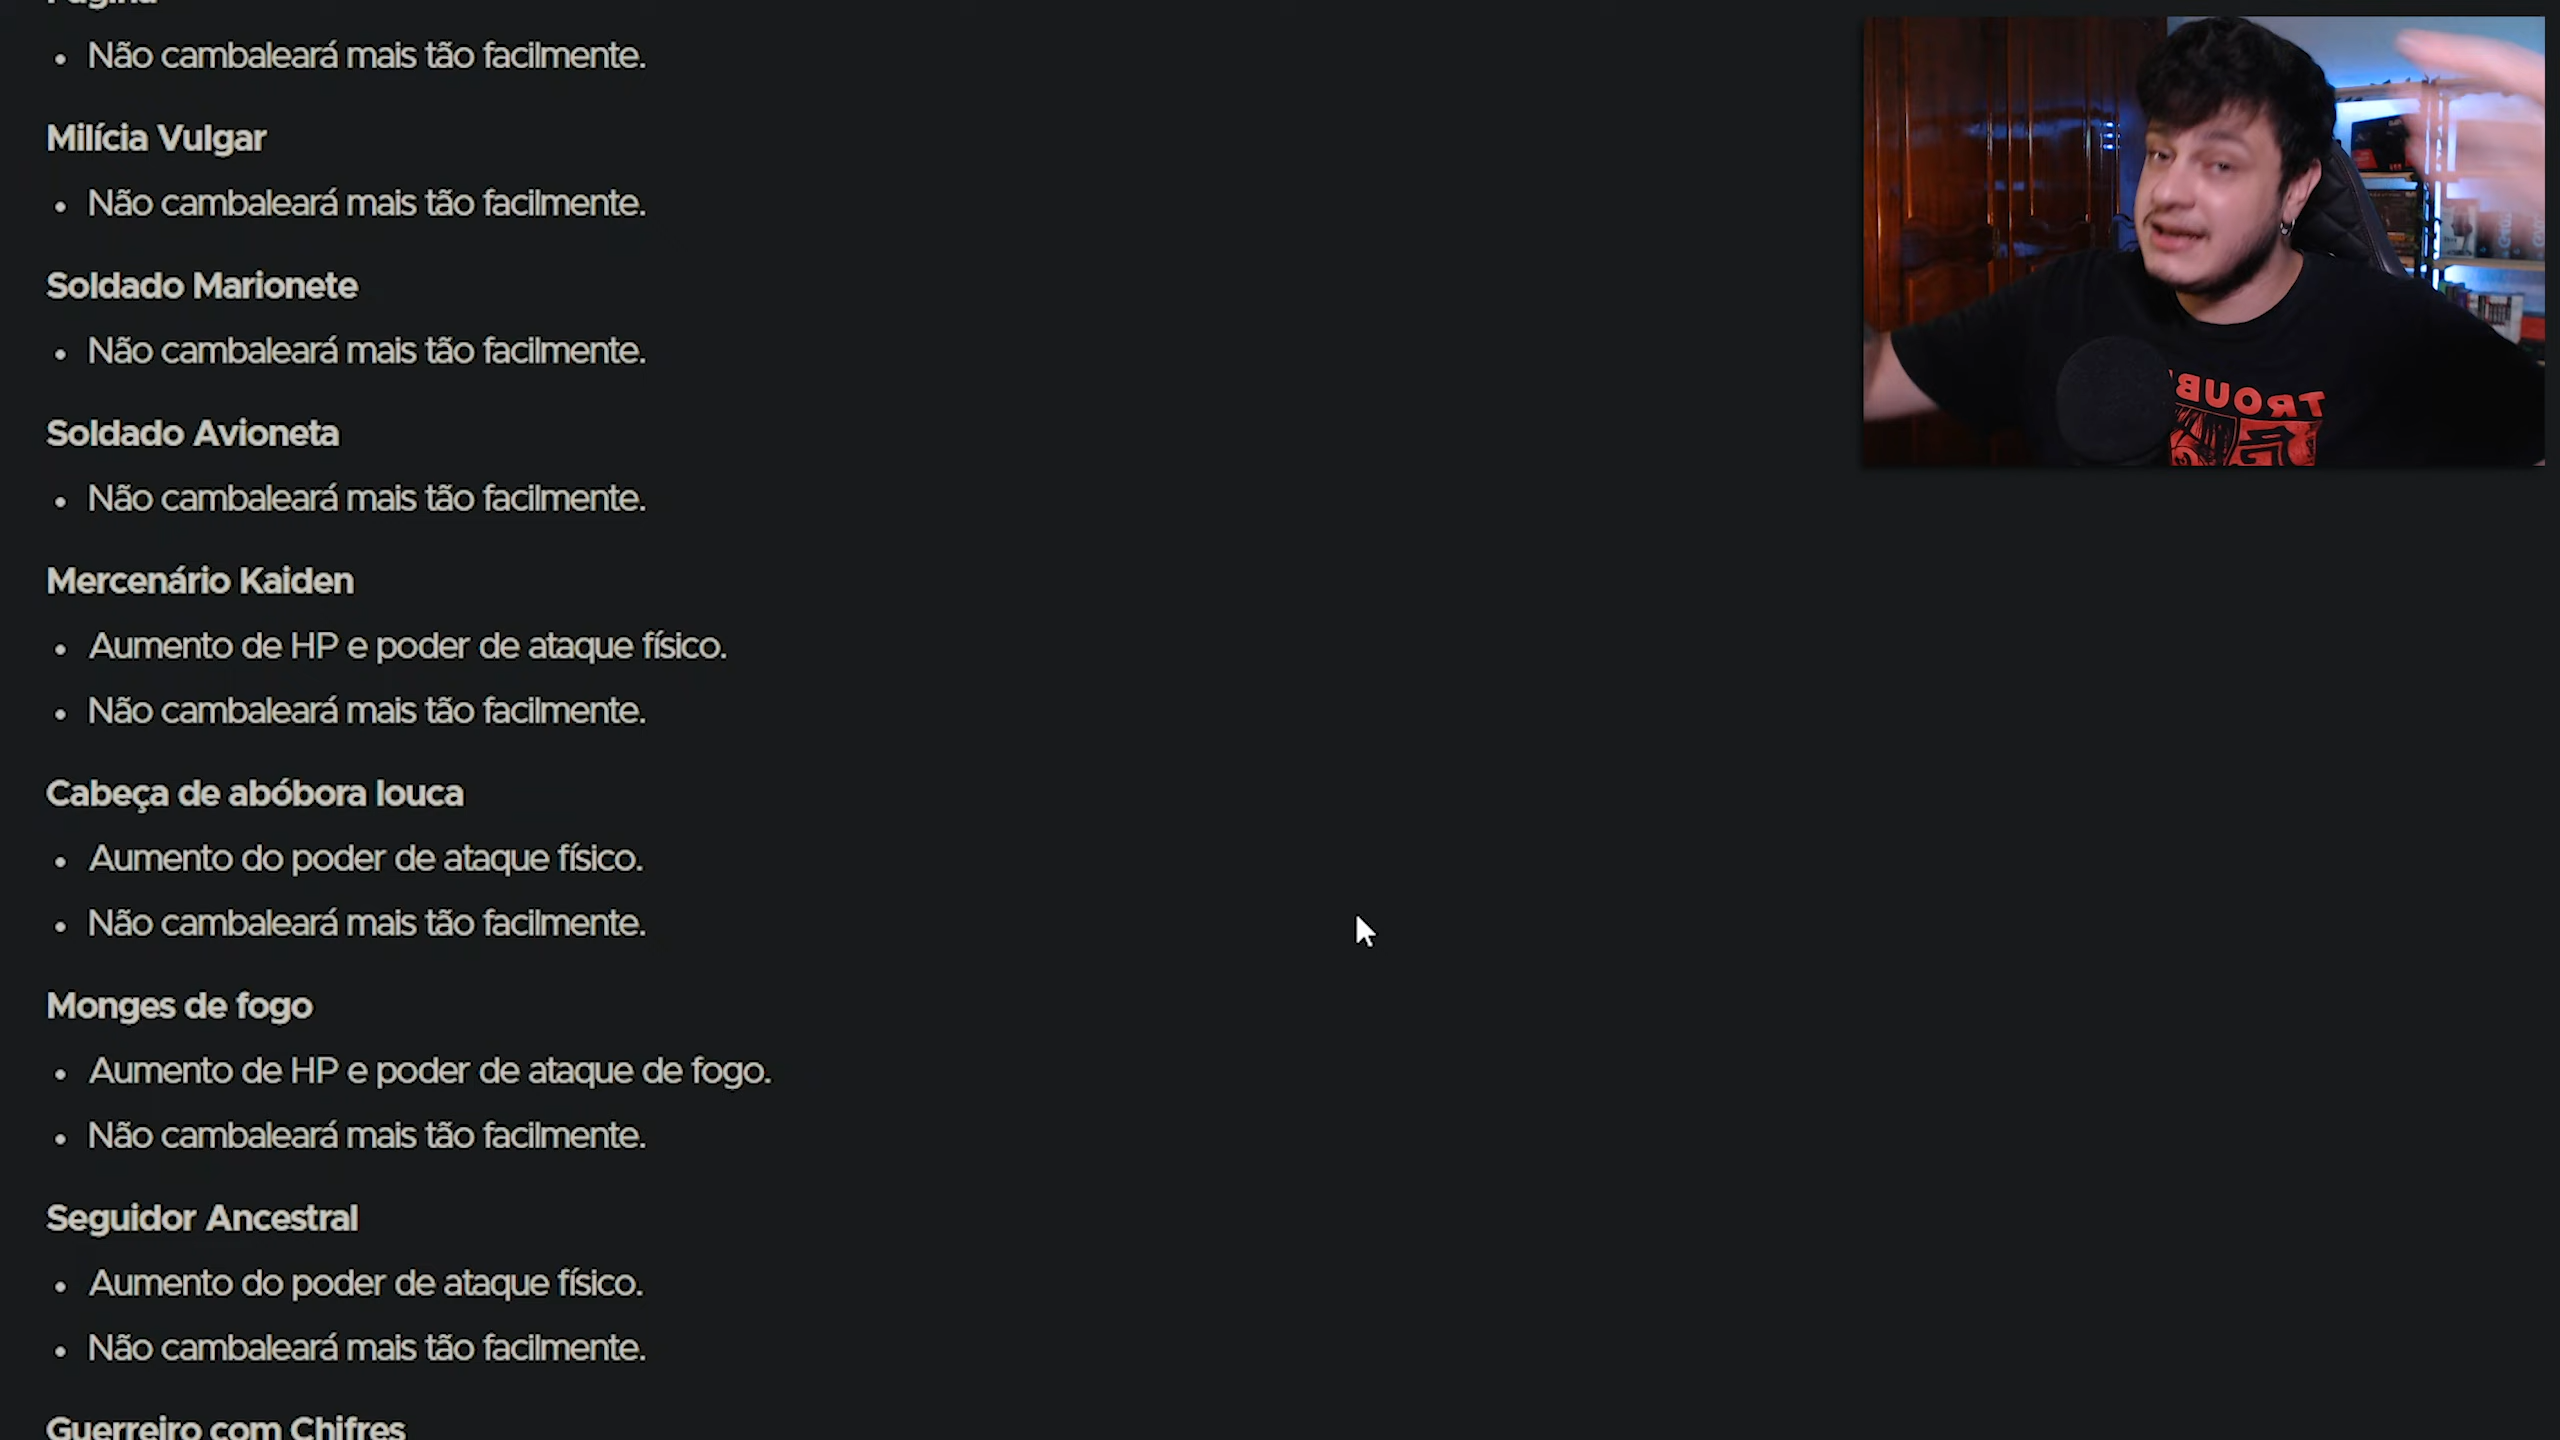 Página
Não cambaleará mais tão facilmente.
Milícia Vulgar
Não cambaleará mais tão facilmente.
Soldado Marionete
Não cambaleará mais tão facilmente.
Soldado Avioneta
Não cambaleará mais tão facilmente.
Mercenário Kaiden
Aumento de HP e poder de ataque físico.
Não cambaleará mais tão facilmente.
Cabeça de abóbora louca
Aumento do poder de ataque físico.
Não cambaleará mais tão facilmente.
Monges de fogo
Aumento de HP e poder de ataque de fogo.
Não cambaleará mais tão facilmente.
Seguidor Ancestral
Aumento do poder de ataque físico.
Não cambaleará mais tão facilmente.
Guerreiro com Chifres
TROUB